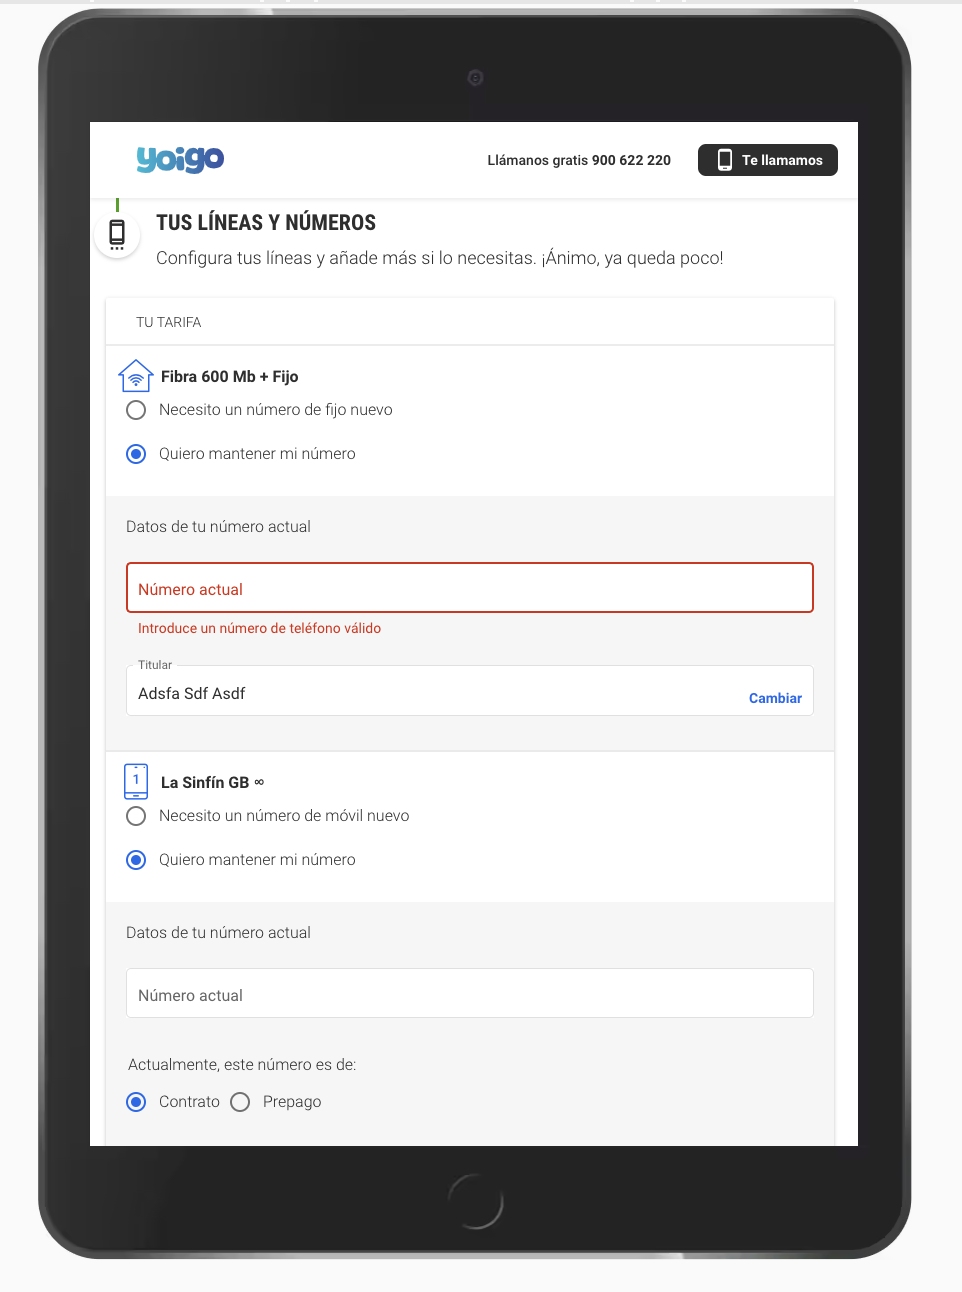 yoigo
Llámanos gratis 900 622 220
Te llamamos
TUS LÍNEAS Y NÚMEROS
Configura tus líneas y añade más si lo necesitas. ¡Ánimo, ya queda poco!
TU TARIFA
Fibra 600 Mb + Fijo
Necesito un número de fijo nuevo
Quiero mantener mi número
Datos de tu número actual
Número actual
Introduce un número de teléfono válido
Titular
Adsfa Sdf Asdf
Cambiar
1
La Sinfín GB ∞
Necesito un número de móvil nuevo
Quiero mantener mi número
Datos de tu número actual
Número actual
Actualmente, este número es de:
Contrato
Prepago